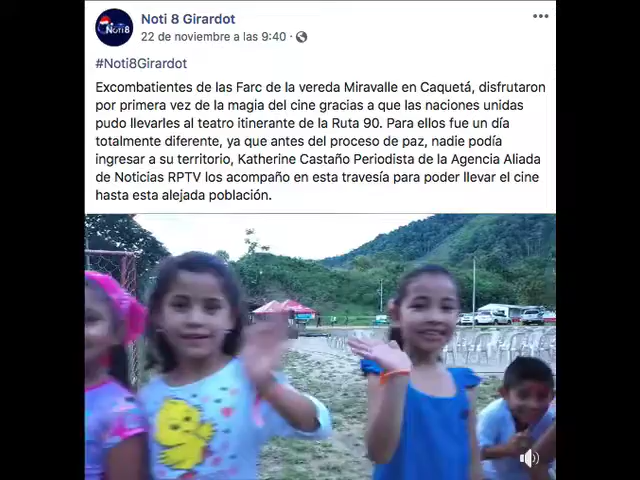 Noti8
Noti 8 Girardot
22 de noviembre a las 9:40 ·
#Noti8Girardot
Excombatientes de las Farc de la vereda Miravalle en Caquetá, disfrutaron
por primera vez de la magia del cine gracias a que las naciones unidas
pudo llevarles al teatro itinerante de la Ruta 90. Para ellos fue un día
totalmente diferente, ya que antes del proceso de paz, nadie podía
ingresar a su territorio, Katherine Castaño Periodista de la Agencia Aliada
de Noticias RPTV los acompaño en esta travesía para poder llevar el cine
hasta esta alejada población.